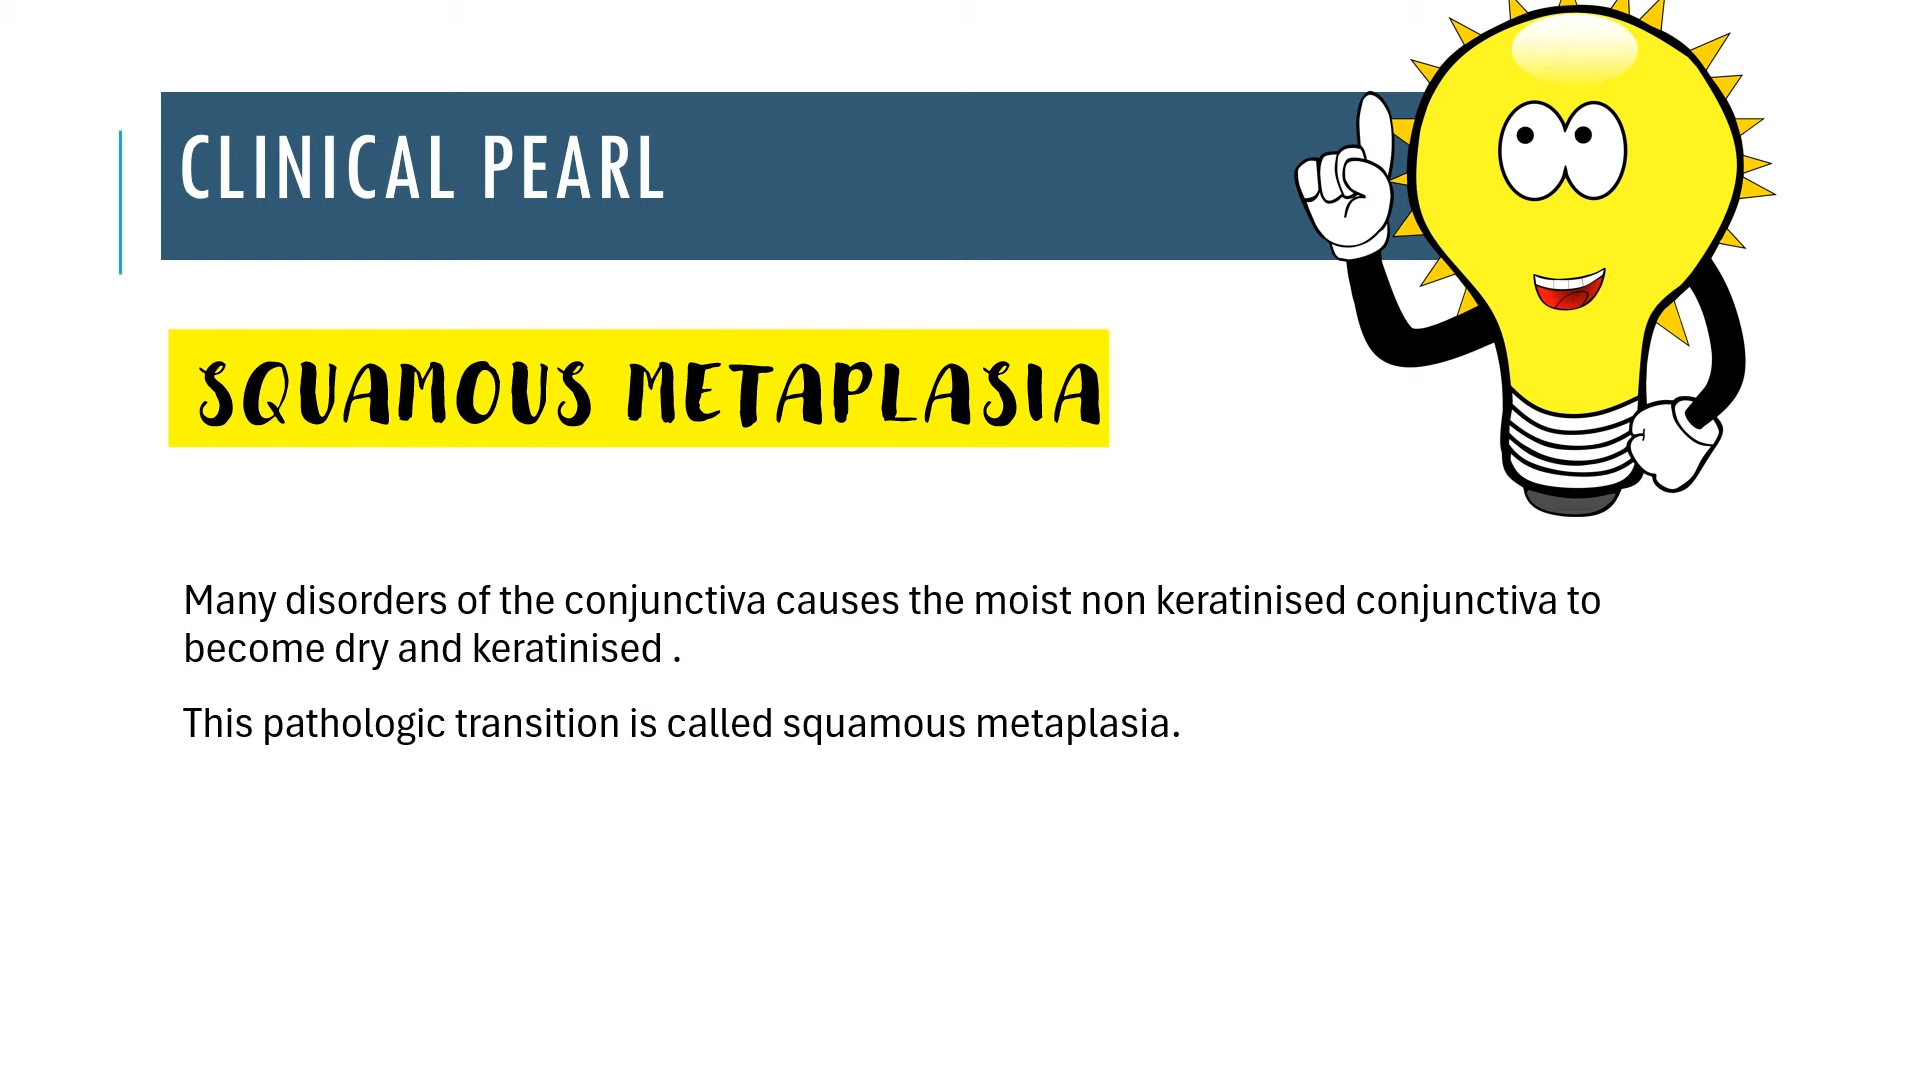 CLINICAL PEARL
SQUAMOUS METAPLASIA
Many disorders of the conjunctiva causes the moist non keratinised conjunctiva to
become dry and keratinised .
This pathologic transition is called squamous metaplasia.